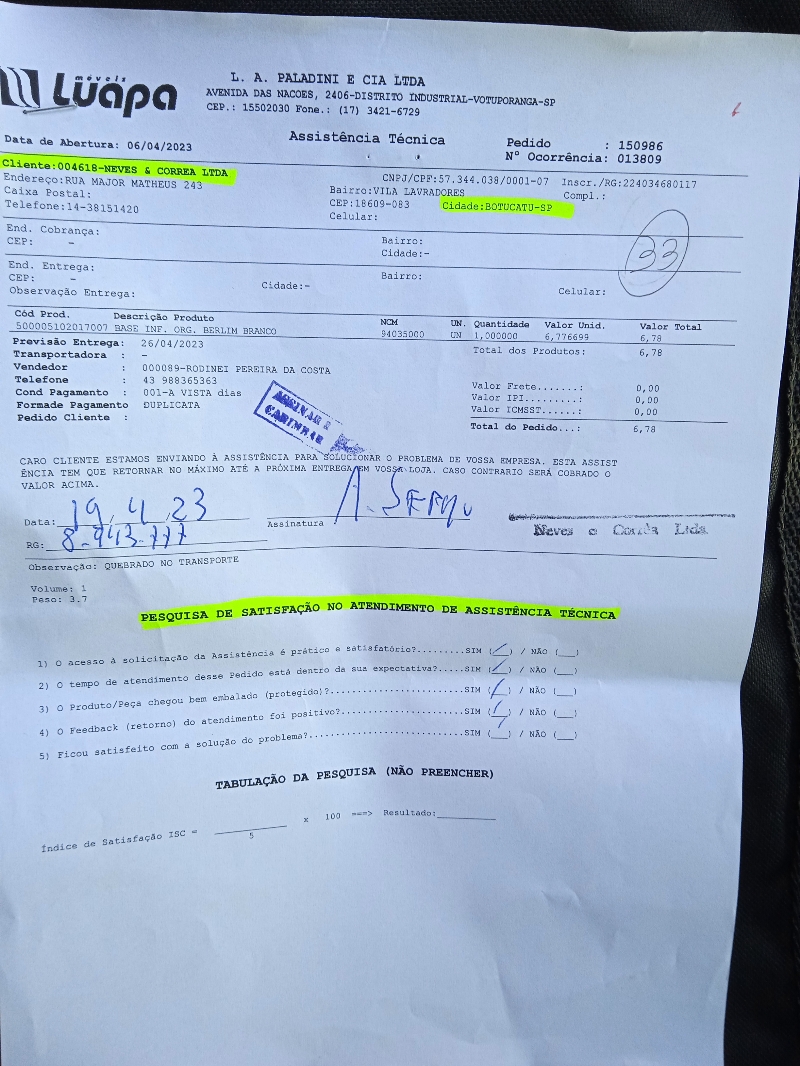 móveis
Luapa
L. A. PALADINI E CIA LTDA
AVENIDA DAS NACOES, 2406-DISTRITO INDUSTRIAL-VOTUPORANGA-SP
CEP.: 15502030 Fone.: (17) 3421-6729
Data de Abertura: 06/04/2023 Assistência Técnica Pedido : 150986
N° Ocorrência: 013809
Cliente:004618-NEVES & CORREA LTDA CNPJ/CPF:57.344.038/0001-07 Inscr./RG:224034680117
Endereço:RUA MAJOR MATHEUS 243 Bairro:VILA LAVRADORES Compl.:
Caixa Postal: CEP:18609-083 Cidade:BOTUCATU-SP
Telefone:14-38151420 Celular:
33
End. Cobrança: Bairro:
CEP: - Cidade:-
End. Entrega: Bairro:
CEP: - Cidade:-
Observação Entrega: Celular:
Cód Prod. Descrição Produto NCM UN. Quantidade Valor Unid. Valor Total
500005102017007 BASE INF. ORG. BERLIM BRANCO 94035000 UN 1,000000 6,776699 6,78
Previsão Entrega: 26/04/2023 Total dos Produtos: 6,78
Transportadora : -
Vendedor : 000089-RODINEI PEREIRA DA COSTA
Telefone : 43 988365363 Valor Frete.......: 0,00
Cond Pagamento : 001-A VISTA dias Valor IPI.........: 0,00
Formade Pagamento DUPLICATA Valor ICMSST......: 0,00
Pedido Cliente : Total do Pedido...: 6,78
ASSINAR E
CARIMBAR
CARO CLIENTE ESTAMOS ENVIANDO À ASSISTÊNCIA PARA SOLUCIONAR O PROBLEMA DE VOSSA EMPRESA. ESTA ASSIST
ÊNCIA TEM QUE RETORNAR NO MÁXIMO ATÉ A PRÓXIMA ENTREGA EM VOSSA LOJA. CASO CONTRARIO SERÁ COBRADO O
VALOR ACIMA.
Data: 19,4,23 Assinatura A.
RG: 8-943-777 Neves e Corrêa Ltda.
Observação: QUEBRADO NO TRANSPORTE
Volume: 1
Peso: 3.7
PESQUISA DE SATISFAÇÃO NO ATENDIMENTO DE ASSISTÊNCIA TÉCNICA
1) O acesso à solicitação da Assistência é prático e satisfatório?.........SIM (/) / NÃO (__)
2) O tempo de atendimento desse Pedido está dentro da sua expectativa?.....SIM (/) / NÃO (__)
3) O Produto/Peça chegou bem embalado (protegido)?.........................SIM (/) / NÃO (__)
4) O Feedback (retorno) do atendimento foi positivo?.......................SIM (/) / NÃO (__)
5) Ficou satisfeito com a solução do problema?.............................SIM (/) / NÃO (__)
TABULAÇÃO DA PESQUISA (NÃO PREENCHER)
Índice de Satisfação ISC = ________ x 100 ===> Resultado:________
5